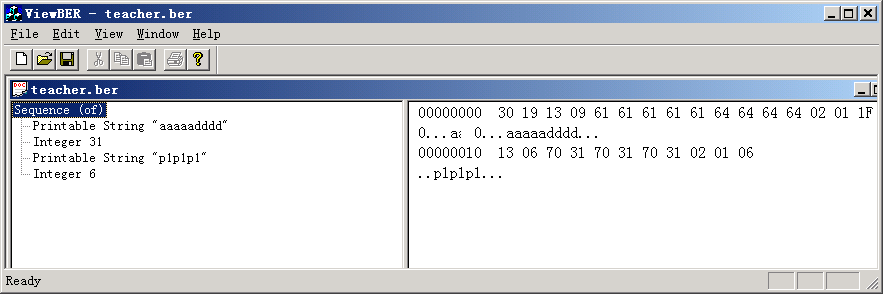 ViewBER - teacher.ber
File Edit View Window Help
teacher.ber
Sequence (of)
Printable String "aaaaadddd"
Integer 31
Printable String "p1p1p1"
Integer 6
00000000 30 19 13 09 61 61 61 61 61 64 64 64 64 02 01 1F
0...aa 0...aaaaadddd...
00000010 13 06 70 31 70 31 70 31 02 01 06
..p1p1p1...
Ready